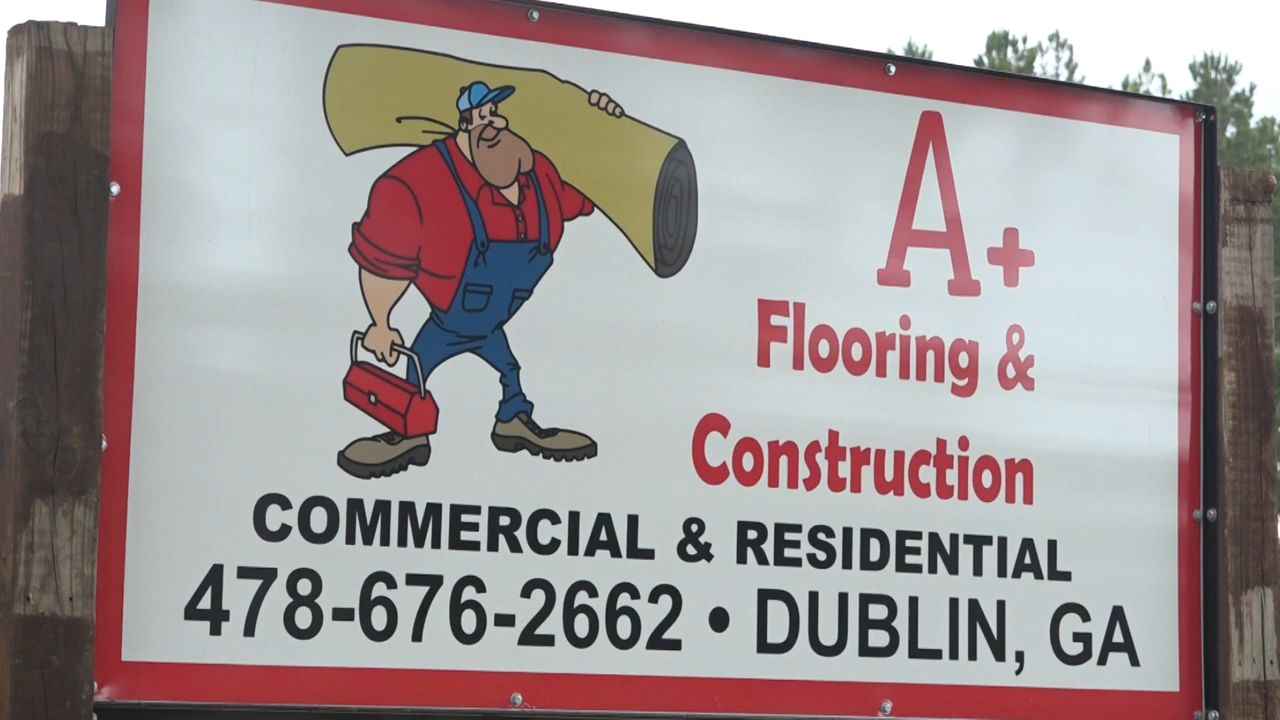 A+
Flooring &
Construction
COMMERCIAL & RESIDENTIAL
478-676-2662 • DUBLIN, GA